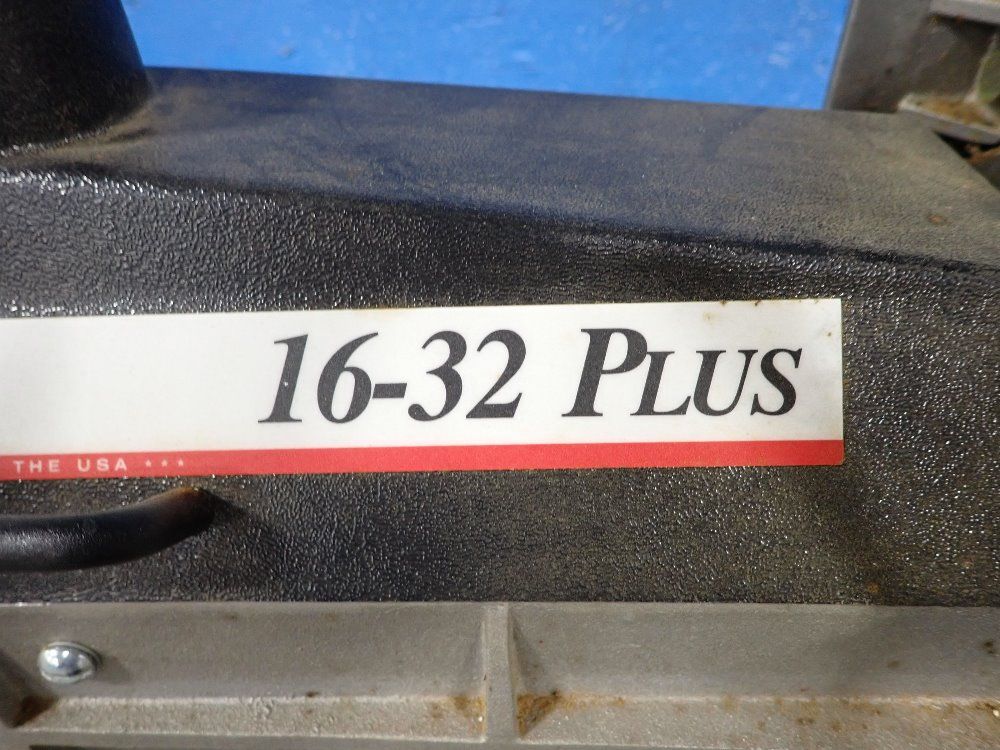 16-32 PLUS
THE USA ***